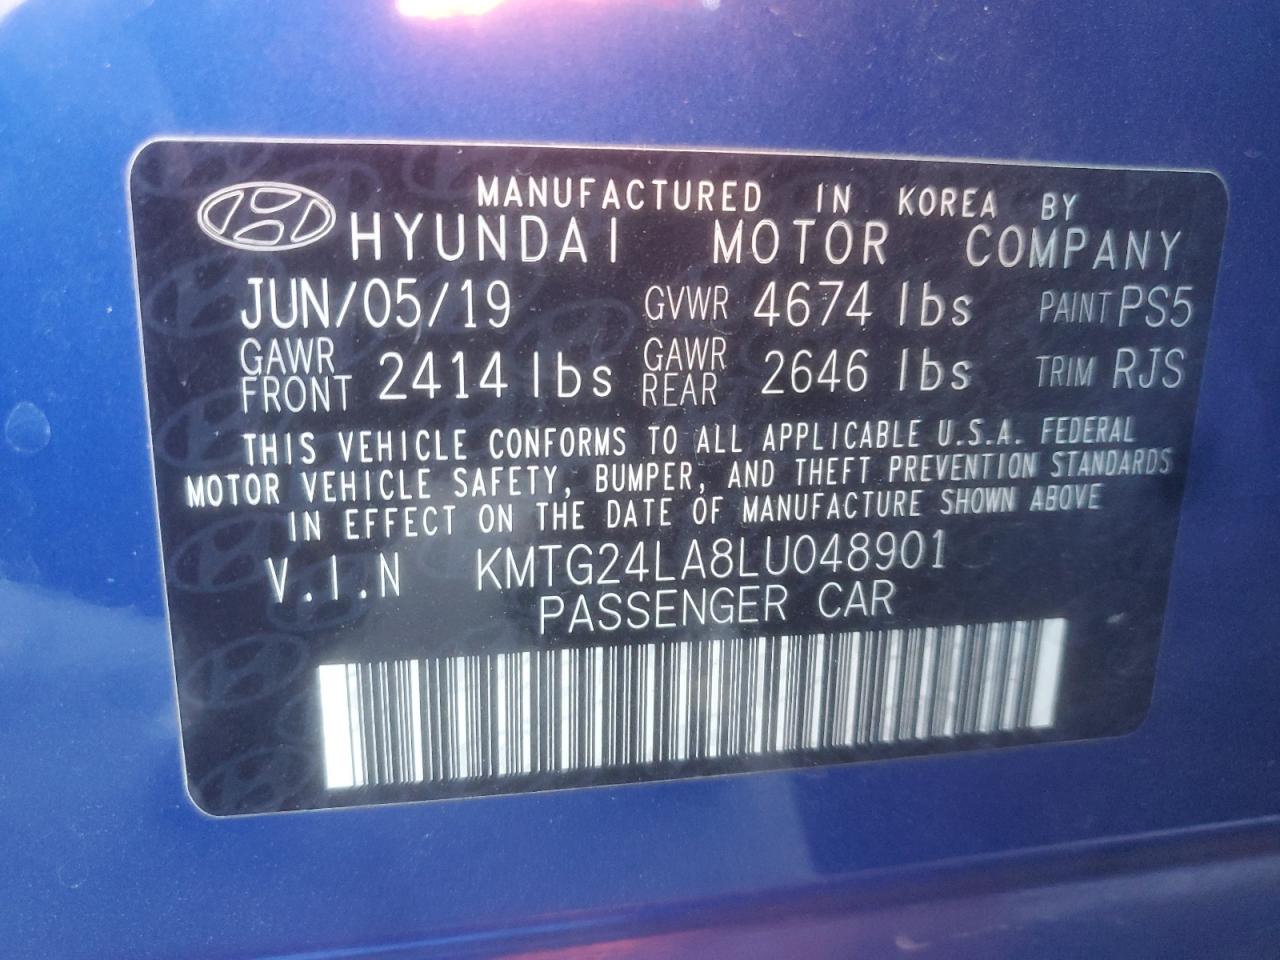 MANUFACTURED IN KOREA BY
HYUNDAI MOTOR COMPANY
JUN/05/19 GVWR 4674 lbs PAINT PS5
GAWR FRONT 2414 lbs GAWR REAR 2646 lbs TRIM RJS
THIS VEHICLE CONFORMS TO ALL APPLICABLE U.S.A. FEDERAL
MOTOR VEHICLE SAFETY, BUMPER, AND THEFT PREVENTION STANDARDS
IN EFFECT ON THE DATE OF MANUFACTURE SHOWN ABOVE
V.I.N KMTG24LA8LU048901
PASSENGER CAR